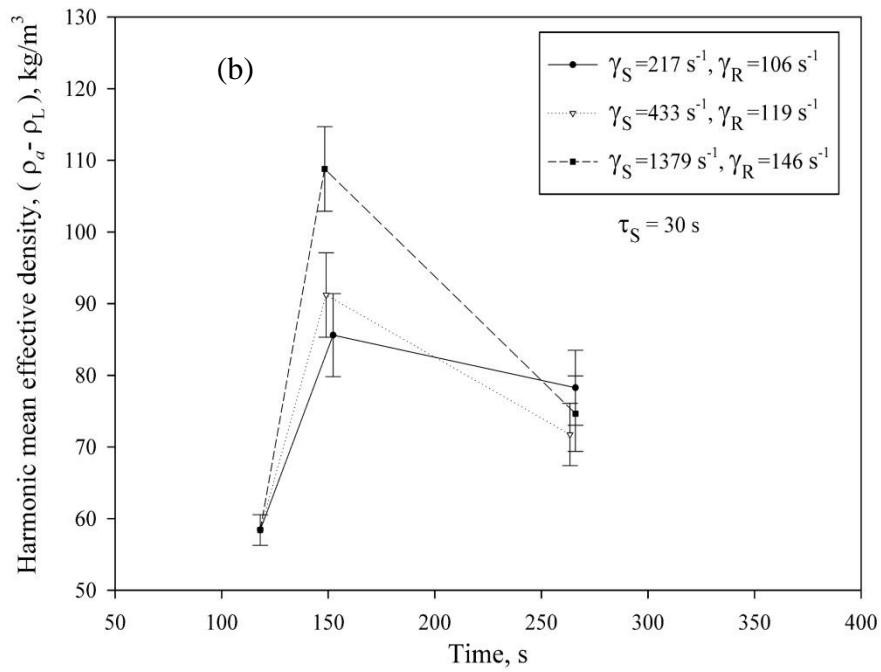 130
120
110
100
90
80
70
60
50
Harmonic mean effective density, ( ρa- ρL ), kg/m³
(b)
γS =217 s⁻¹, γR =106 s⁻¹
γS =433 s⁻¹, γR =119 s⁻¹
γS =1379 s⁻¹, γR =146 s⁻¹
τS = 30 s
50 100 150 200 250 300 350 400
Time, s